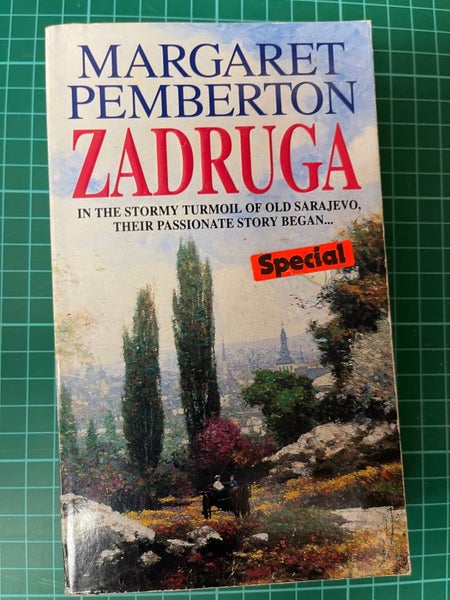 MARGARET
PEMBERTON
ZADRUGA
IN THE STORMY TURMOIL OF OLD SARAJEVO,
THEIR PASSIONATE STORY BEGAN...
Special